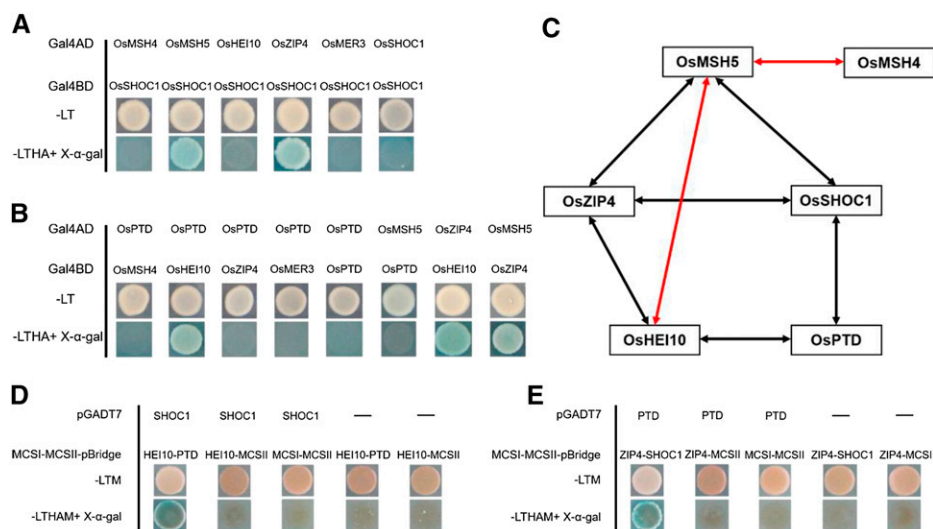 A
Gal4AD OsMSH4 OsMSH5 OsHEI10 OsZIP4 OsMER3 OsSHOC1
Gal4BD OsSHOC1 OsSHOC1 OsSHOC1 OsSHOC1 OsSHOC1 OsSHOC1
-LT
-LTHA+ X-α-gal
B
Gal4AD OsPTD OsPTD OsPTD OsPTD OsPTD OsMSH5 OsZIP4 OsMSH5
Gal4BD OsMSH4 OsHEI10 OsZIP4 OsMER3 OsPTD OsPTD OsHEI10 OsZIP4
-LT
-LTHA+ X-α-gal
C
OsMSH5 OsMSH4
OsZIP4 OsSHOC1
OsHEI10 OsPTD
D
pGADT7 SHOC1 SHOC1 SHOC1 — —
MCSI-MCSII-pBridge HEI10-PTD HEI10-MCSII MCSI-MCSII HEI10-PTD HEI10-MCSII
-LTM
-LTHAM+ X-α-gal
E
pGADT7 PTD PTD PTD — —
MCSI-MCSII-pBridge ZIP4-SHOC1 ZIP4-MCSII MCSI-MCSII ZIP4-SHOC1 ZIP4-MCSII
-LTM
-LTHAM+ X-α-gal